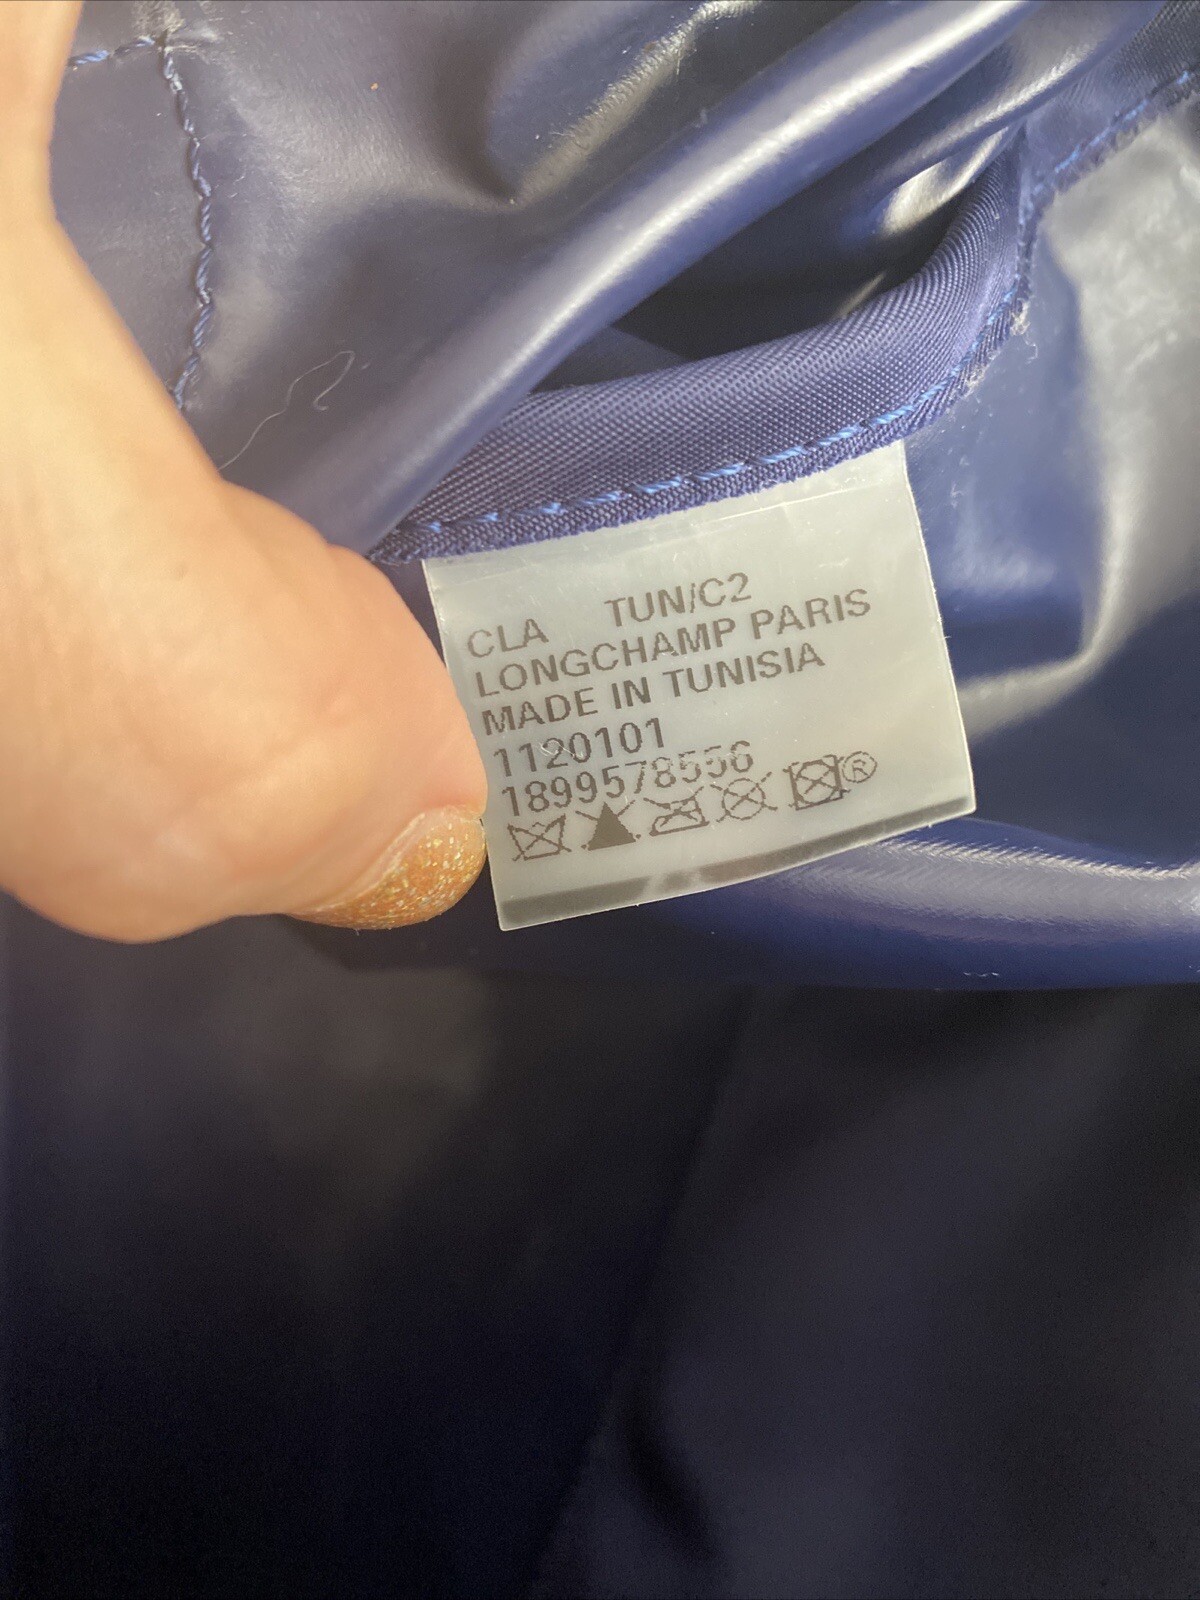 CLA TUN/C2
LONGCHAMP PARIS
MADE IN TUNISIA
1120101
1899578556
®